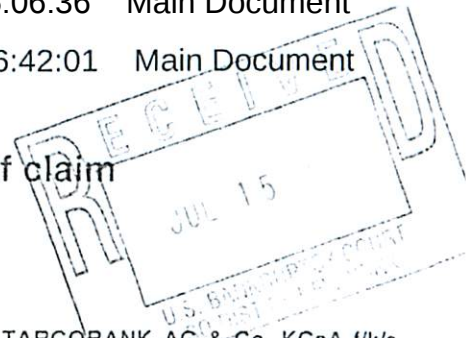 :06:36 Main Document
6:42:01 Main Document
RECEIVED
f claim
JUL 15
U.S. BANKRUPTCY COURT
TARGOBANK AG & Co. KGaA f/k/a